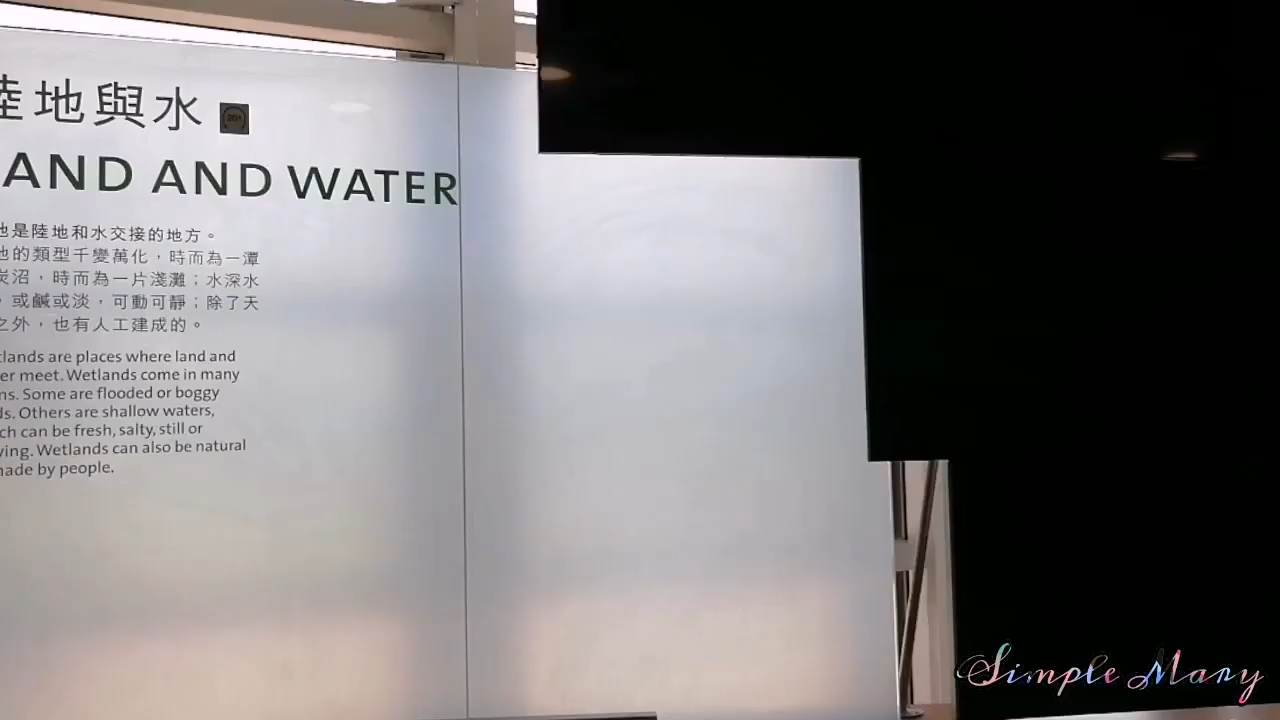 陸地與水
LAND AND WATER
地是陸地和水交接的地方。
地的類型千變萬化，時而為一潭
炭沼，時而為一片淺灘；水深水
，或鹹或淡，可動可靜；除了天
之外，也有人工建成的。
tlands are places where land and
er meet. Wetlands come in many
ms. Some are flooded or boggy
ds. Others are shallow waters,
ch can be fresh, salty, still or
ving. Wetlands can also be natural
made by people.
Simple Mary